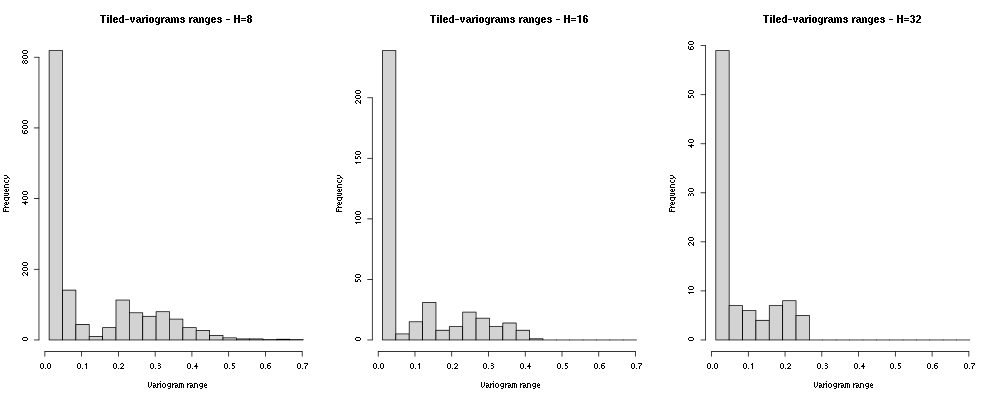 Tiled-variograms ranges - H=8
Frequency
800
600
400
200
0
0.0 0.1 0.2 0.3 0.4 0.5 0.6 0.7
Variogram range
Tiled-variograms ranges - H=16
Frequency
200
150
100
50
0
0.0 0.1 0.2 0.3 0.4 0.5 0.6 0.7
Variogram range
Tiled-variograms ranges - H=32
Frequency
60
50
40
30
20
10
0
0.0 0.1 0.2 0.3 0.4 0.5 0.6 0.7
Variogram range